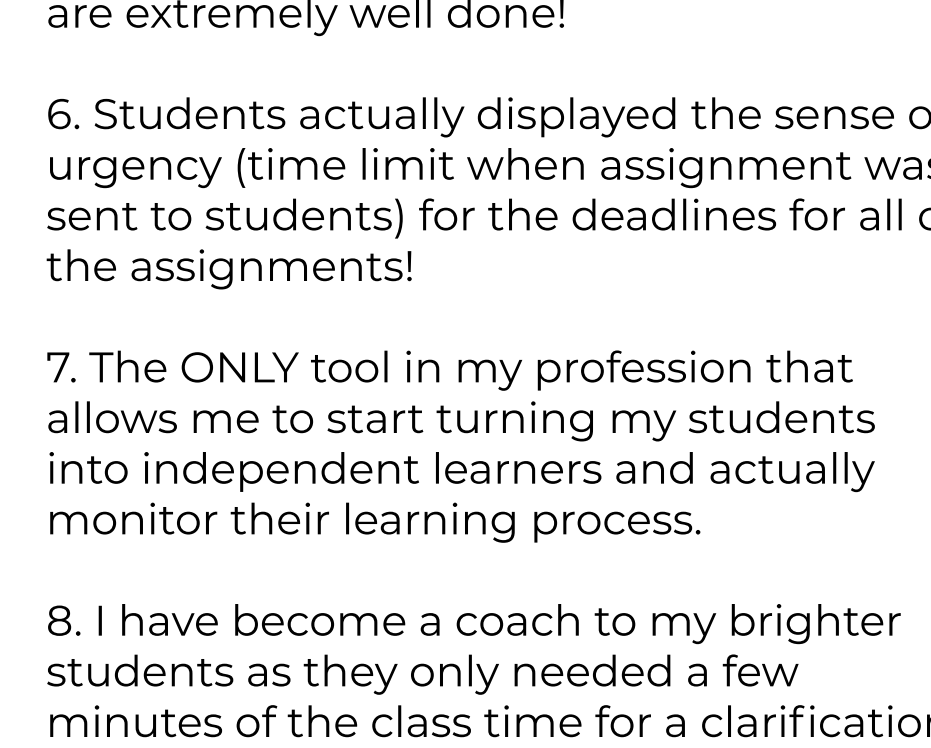 are extremely well done!
6. Students actually displayed the sense o
urgency (time limit when assignment was
sent to students) for the deadlines for all o
the assignments!
7. The ONLY tool in my profession that
allows me to start turning my students
into independent learners and actually
monitor their learning process.
8. I have become a coach to my brighter
students as they only needed a few
minutes of the class time for a clarification